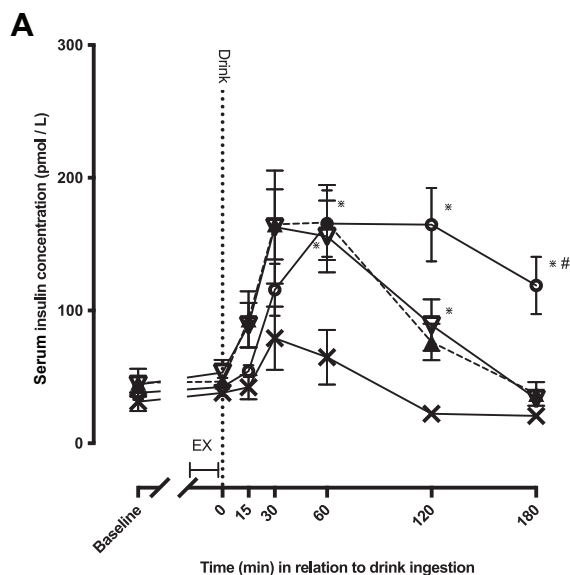 A
300
200
100
0
Serum insulin concentration (pmol / L)
Drink
※
※
※
※
※ #
EX
Baseline
0
15
30
60
120
180
Time (min) in relation to drink ingestion